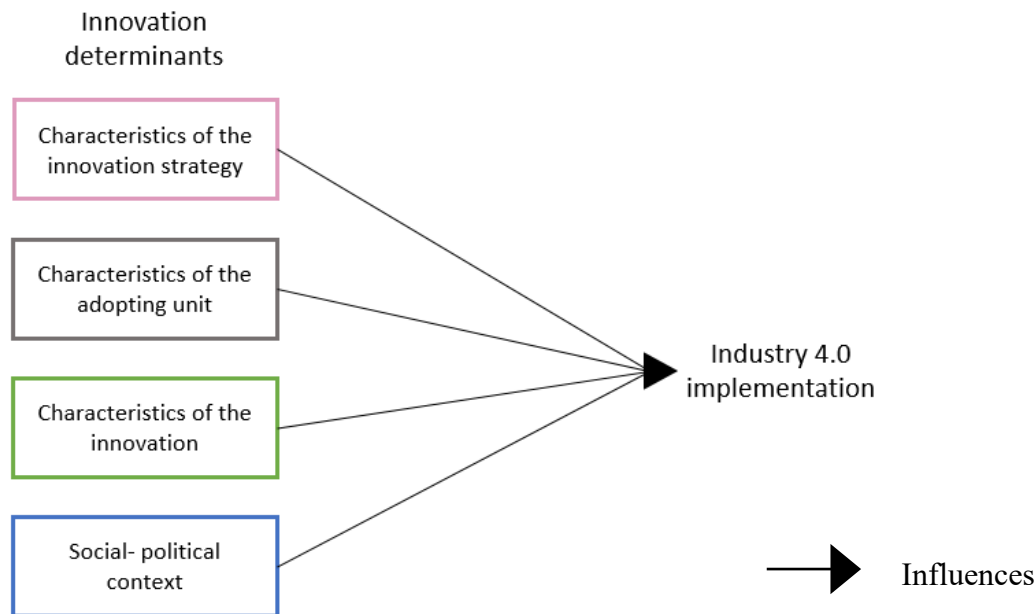 Innovation
determinants
Characteristics of the
innovation strategy
Characteristics of the
adopting unit
Characteristics of the
innovation
Social- political
context
Industry 4.0
implementation
Influences